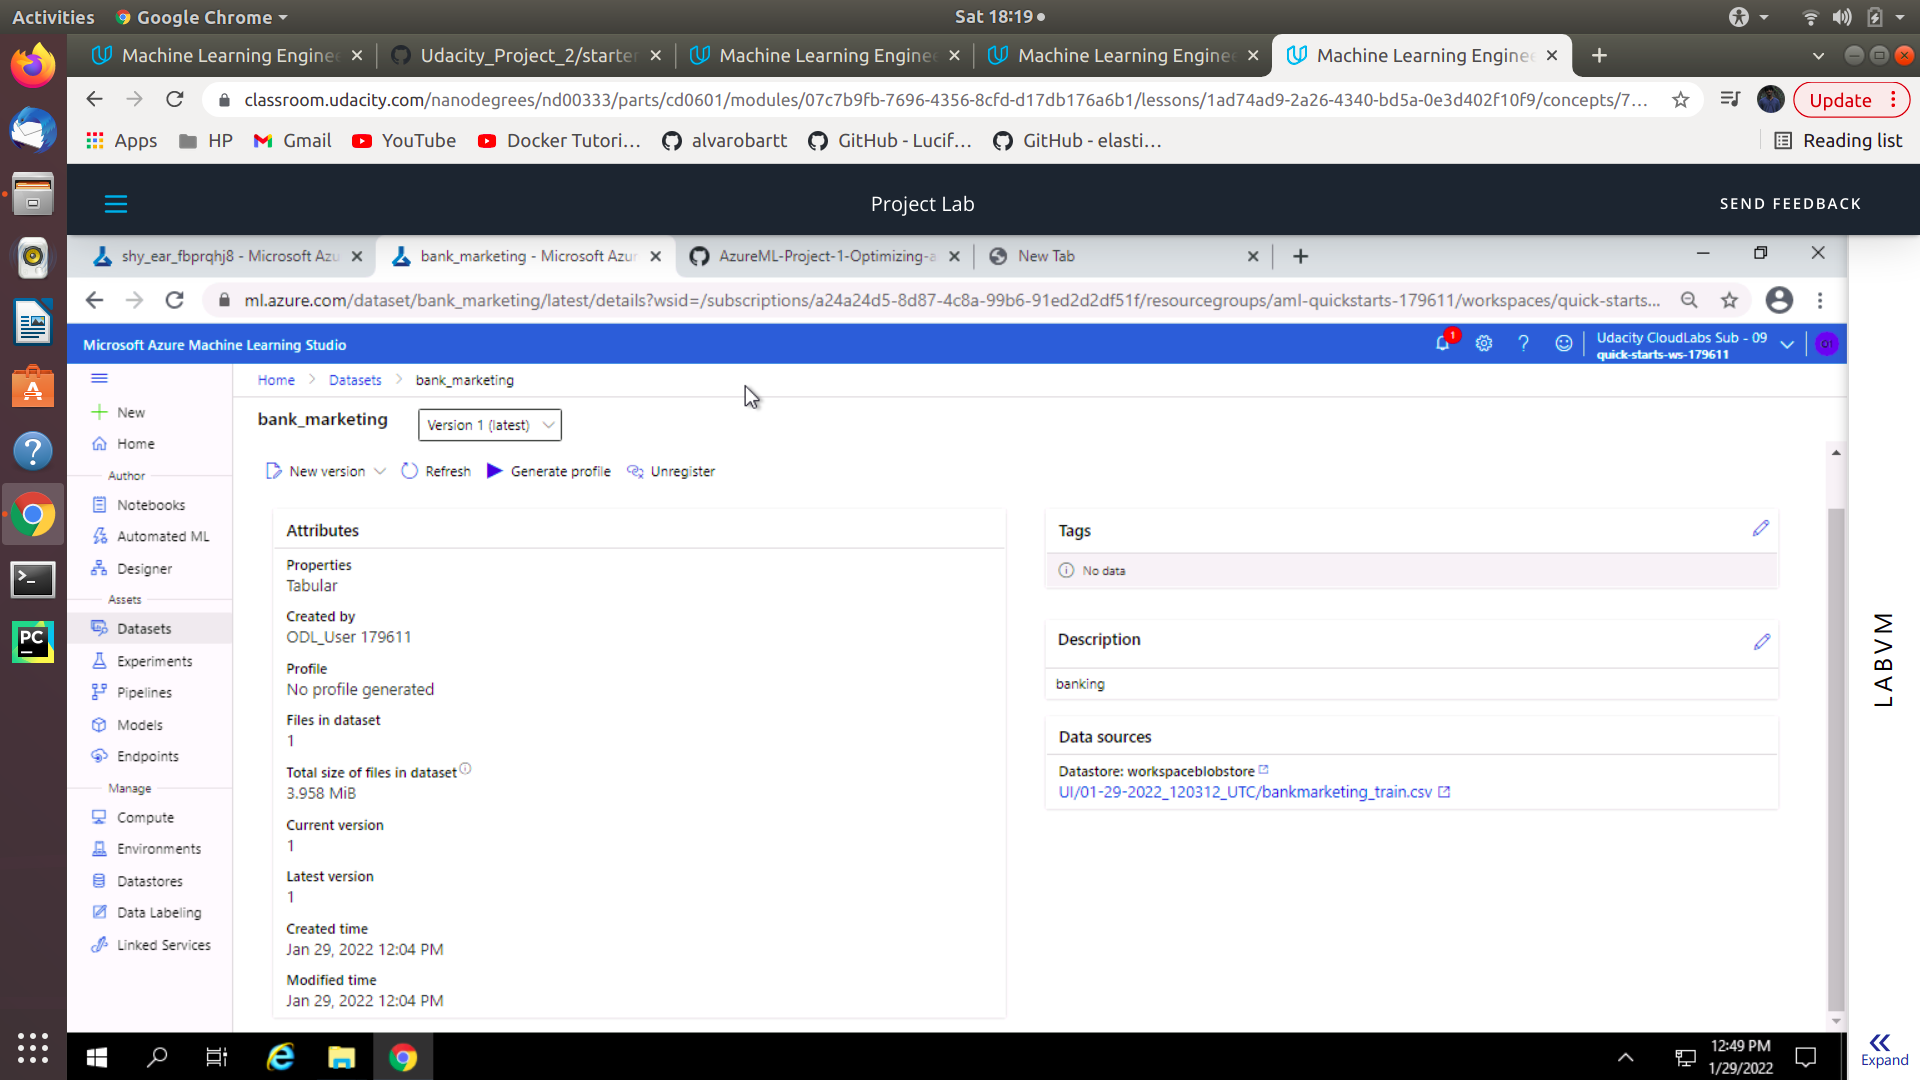 Activities
Google Chrome
Sat 18:19
Machine Learning Enginee
Udacity_Project_2/starter
Machine Learning Enginee
Machine Learning Enginee
Machine Learning Enginee
classroom.udacity.com/nanodegrees/nd00333/parts/cd0601/modules/07c7b9fb-7696-4356-8cfd-d17db176a6b1/lessons/1ad74ad9-2a26-4340-bd5a-0e3d402f10f9/concepts/7...
Update
Apps
HP
Gmail
YouTube
Docker Tutori...
alvarobartt
GitHub - Lucif...
GitHub - elasti...
Reading list
Project Lab
SEND FEEDBACK
shy_ear_fbprqhj8 - Microsoft Azu
bank_marketing - Microsoft Azur
AzureML-Project-1-Optimizing-a
New Tab
ml.azure.com/dataset/bank_marketing/latest/details?wsid=/subscriptions/a24a24d5-8d87-4c8a-99b6-91ed2d2df51f/resourcegroups/aml-quickstarts-179611/workspaces/quick-starts...
Microsoft Azure Machine Learning Studio
1
Udacity CloudLabs Sub - 09
quick-starts-ws-179611
Home
Datasets
bank_marketing
New
Home
Author
Notebooks
Automated ML
Designer
Assets
Datasets
Experiments
Pipelines
Models
Endpoints
Manage
Compute
Environments
Datastores
Data Labeling
Linked Services
bank_marketing
Version 1 (latest)
New version
Refresh
Generate profile
Unregister
Attributes
Properties
Tabular
Created by
ODL_User 179611
Profile
No profile generated
Files in dataset
1
Total size of files in dataset
3.958 MiB
Current version
1
Latest version
1
Created time
Jan 29, 2022 12:04 PM
Modified time
Jan 29, 2022 12:04 PM
Tags
No data
Description
banking
Data sources
Datastore: workspaceblobstore
UI/01-29-2022_120312_UTC/bankmarketing_train.csv
LABVM
Expand
PC
12:49 PM
1/29/2022